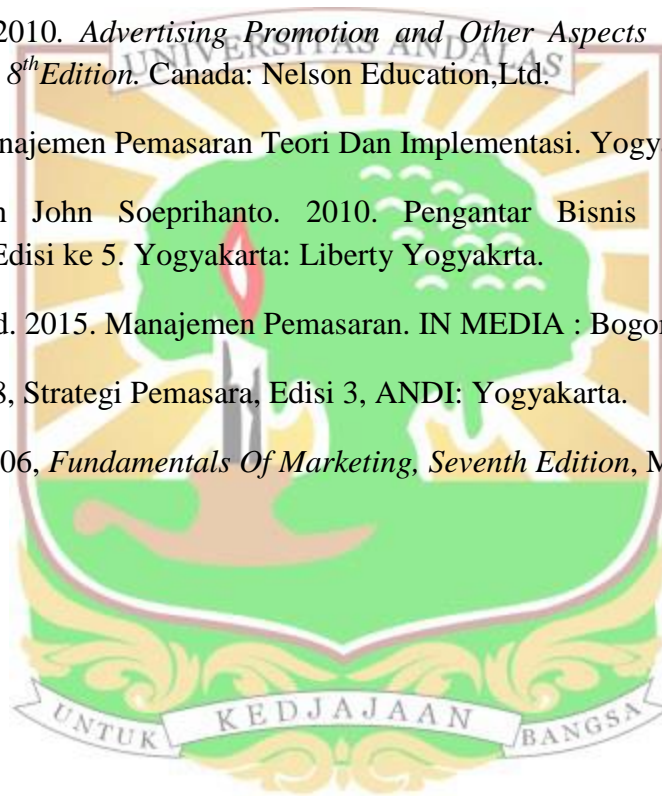 2010. Advertising Promotion and Other Aspects
UNIVERSITAS ANDALAS
8thEdition. Canada: Nelson Education,Ltd.
najemen Pemasaran Teori Dan Implementasi. Yogya
n John Soeprihanto. 2010. Pengantar Bisnis
Edisi ke 5. Yogyakarta: Liberty Yogyakrta.
d. 2015. Manajemen Pemasaran. IN MEDIA : Bogor
8, Strategi Pemasara, Edisi 3, ANDI: Yogyakarta.
06, Fundamentals Of Marketing, Seventh Edition, M
UNTUK KEDJAJAAN BANGSA